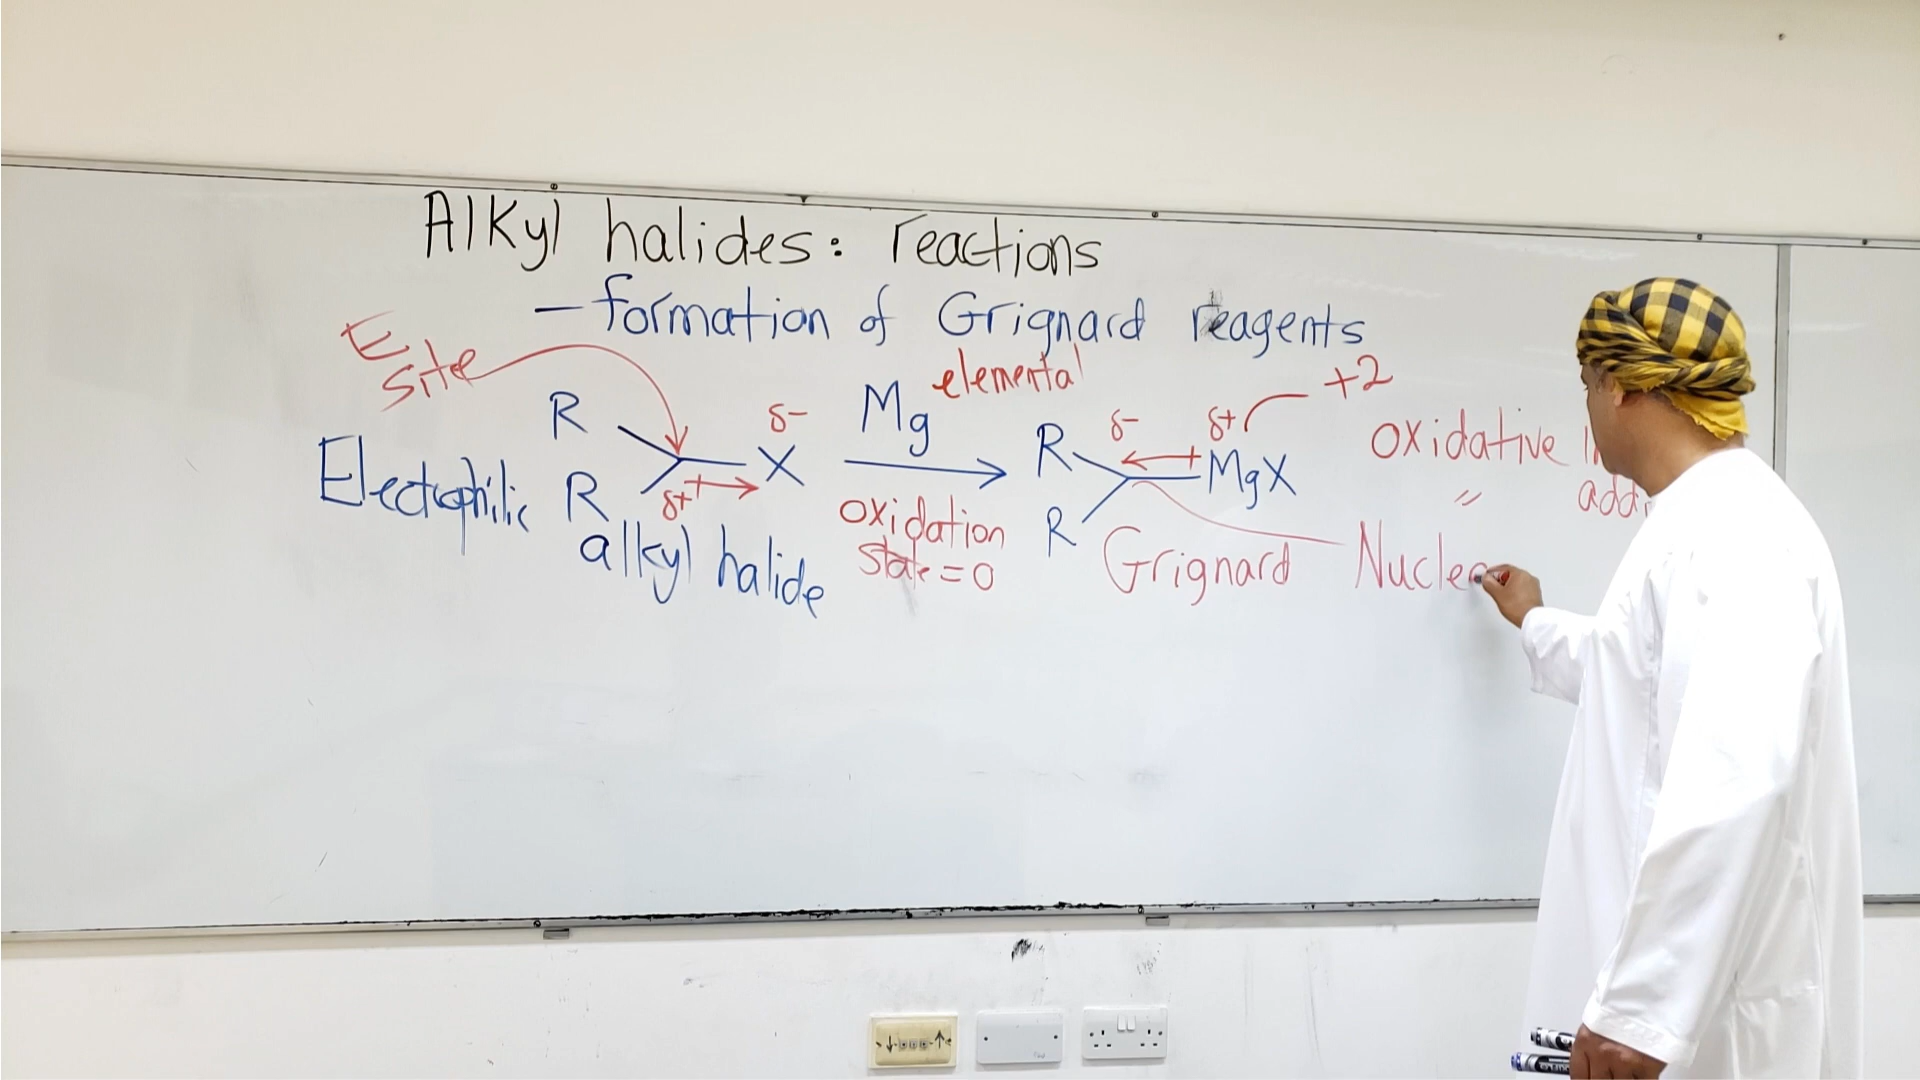 Alkyl halides: reactions
- formation of Grignard reagents
E
site
R
R
δ+
δ-
X
Electrophilic
alkyl halide
Mg
elemental
oxidation
state = 0
R
R
δ-
δ+
MgX
+2
Grignard
oxidative
"
Nucle